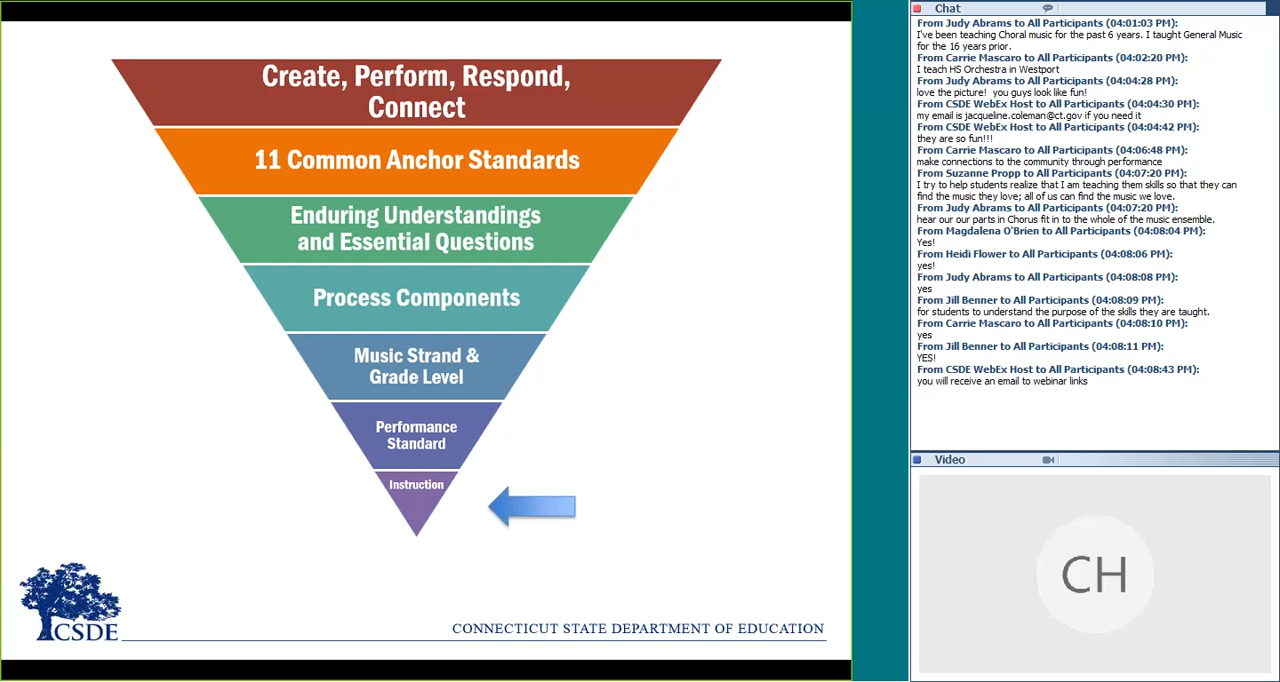 Create, Perform, Respond,
Connect
11 Common Anchor Standards
Enduring Understandings
and Essential Questions
Process Components
Music Strand &
Grade Level
Performance
Standard
Instruction
CSDE
CONNECTICUT STATE DEPARTMENT OF EDUCATION
Chat
From Judy Abrams to All Participants (04:01:03 PM):
I've been teaching Choral music for the past 6 years. I taught General Music
for the 16 years prior.
From Carrie Mascaro to All Participants (04:02:20 PM):
I teach HS Orchestra in Westport
From Judy Abrams to All Participants (04:04:28 PM):
love the picture! you guys look like fun!
From CSDE WebEx Host to All Participants (04:04:30 PM):
my email is jacqueline.coleman@ct.gov if you need it
From CSDE WebEx Host to All Participants (04:04:42 PM):
they are so fun!!!
From Carrie Mascaro to All Participants (04:06:48 PM):
make connections to the community through performance
From Suzanne Propp to All Participants (04:07:20 PM):
I try to help students realize that I am teaching them skills so that they can
find the music they love; all of us can find the music we love.
From Judy Abrams to All Participants (04:07:20 PM):
hear our our parts in Chorus fit in to the whole of the music ensemble.
From Magdalena O'Brien to All Participants (04:08:04 PM):
Yes!
From Heidi Flower to All Participants (04:08:06 PM):
yes!
From Judy Abrams to All Participants (04:08:08 PM):
yes
From Jill Benner to All Participants (04:08:09 PM):
for students to understand the purpose of the skills they are taught.
From Carrie Mascaro to All Participants (04:08:10 PM):
yes
From Jill Benner to All Participants (04:08:11 PM):
YES!
From CSDE WebEx Host to All Participants (04:08:43 PM):
you will receive an email to webinar links
Video
CH